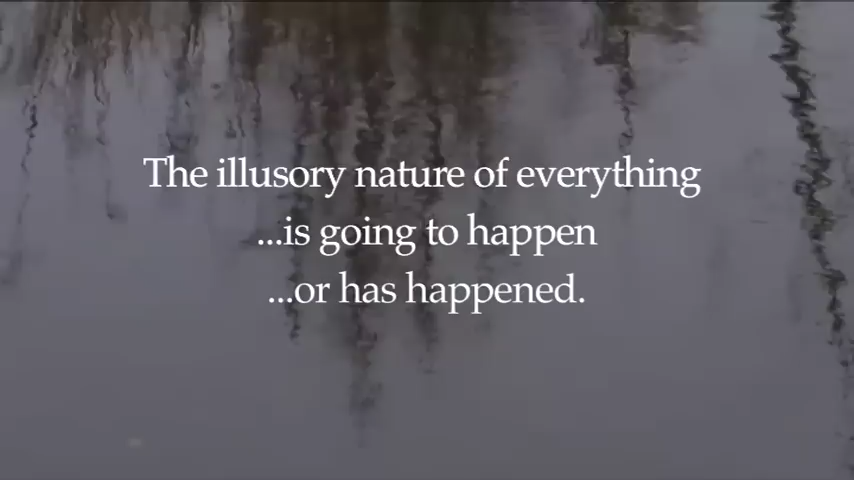 The illusory nature of everything
...is going to happen
...or has happened.